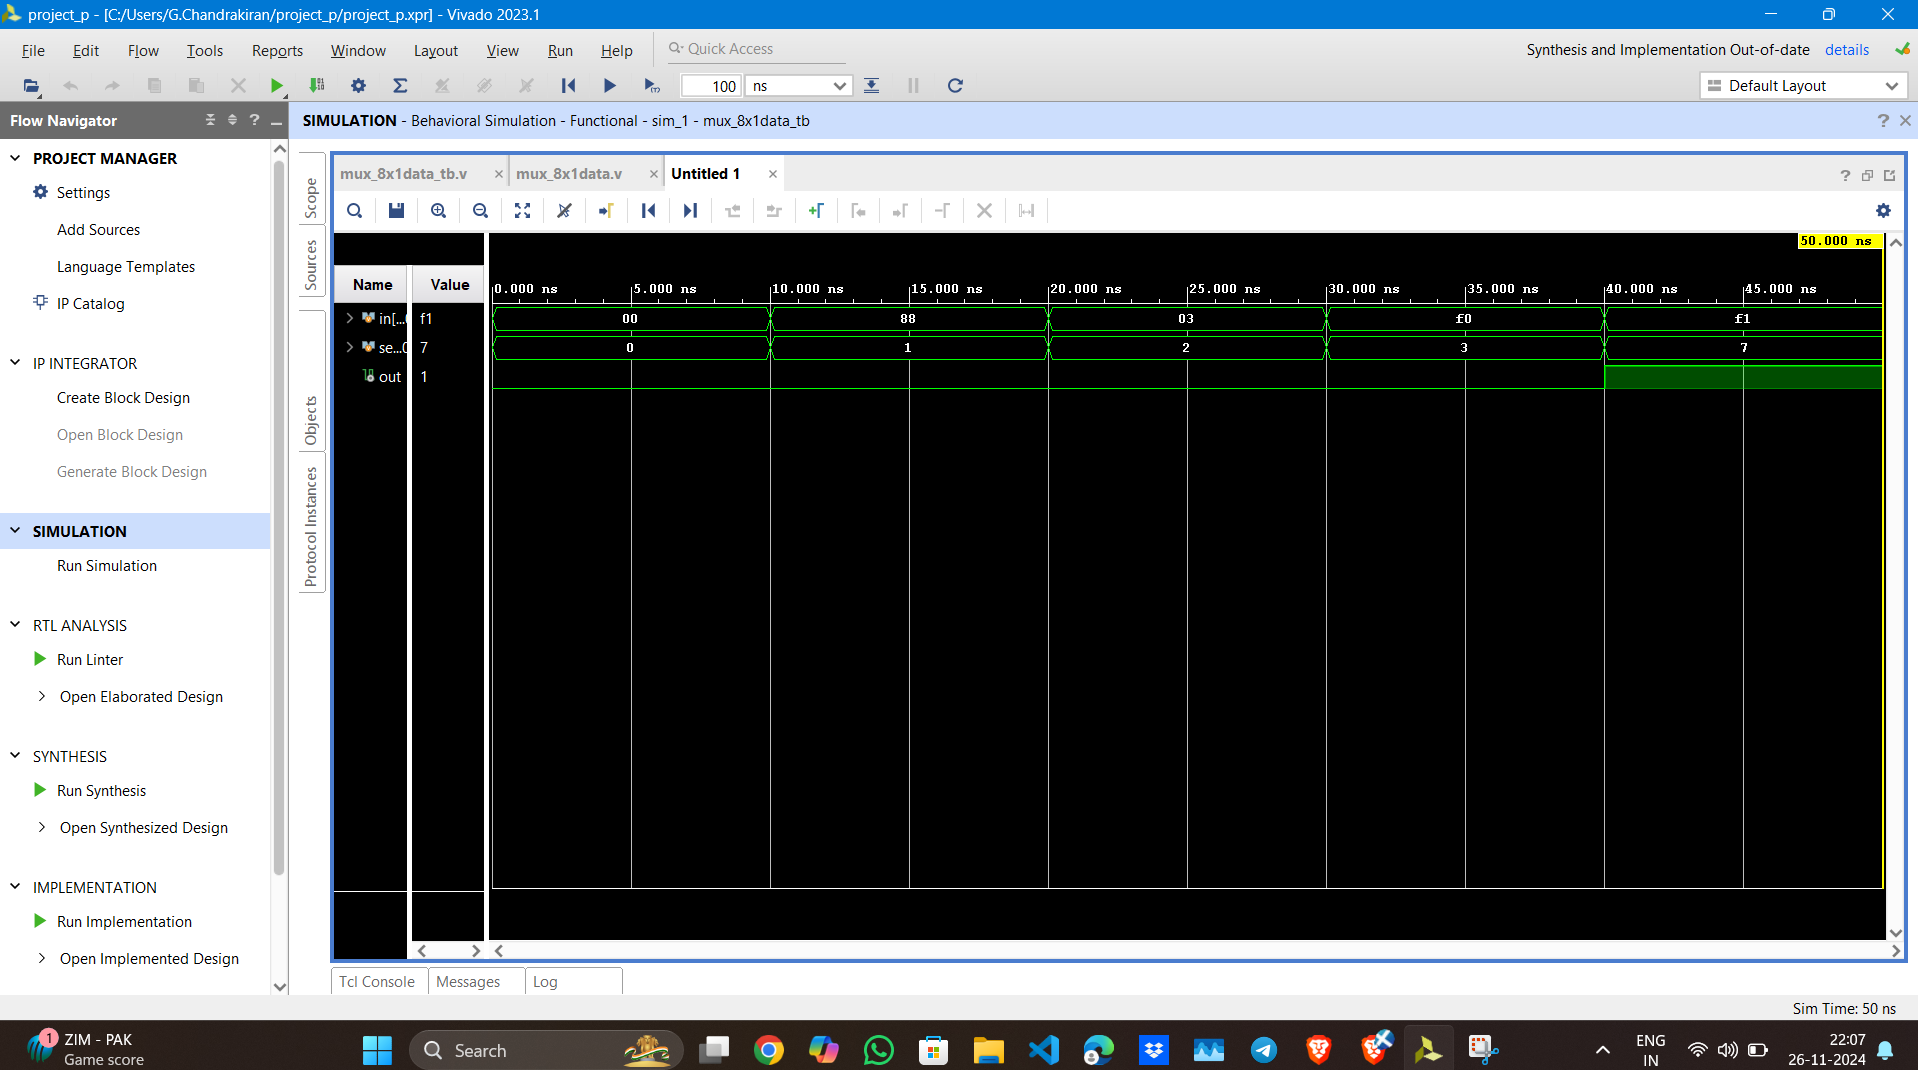 project_p - [C:/Users/G.Chandrakiran/project_p/project_p.xpr] - Vivado 2023.1
File Edit Flow Tools Reports Window Layout View Run Help Quick Access
Synthesis and Implementation Out-of-date details
100 ns
Default Layout
Flow Navigator
SIMULATION - Behavioral Simulation - Functional - sim_1 - mux_8x1data_tb
PROJECT MANAGER
Settings
Add Sources
Language Templates
IP Catalog
IP INTEGRATOR
Create Block Design
Open Block Design
Generate Block Design
SIMULATION
Run Simulation
RTL ANALYSIS
Run Linter
Open Elaborated Design
SYNTHESIS
Run Synthesis
Open Synthesized Design
IMPLEMENTATION
Run Implementation
Open Implemented Design
Scope
Sources
Objects
Protocol Instances
mux_8x1data_tb.v mux_8x1data.v Untitled 1
50.000 ns
Name Value
0.000 ns 5.000 ns 10.000 ns 15.000 ns 20.000 ns 25.000 ns 30.000 ns 35.000 ns 40.000 ns 45.000 ns
in[... f1 00 88 03 f0 f1
se... 7 0 1 2 3 7
out 1
Tcl Console Messages Log
Sim Time: 50 ns
1
ZIM - PAK
Game score
Search
ENG
IN
22:07
26-11-2024